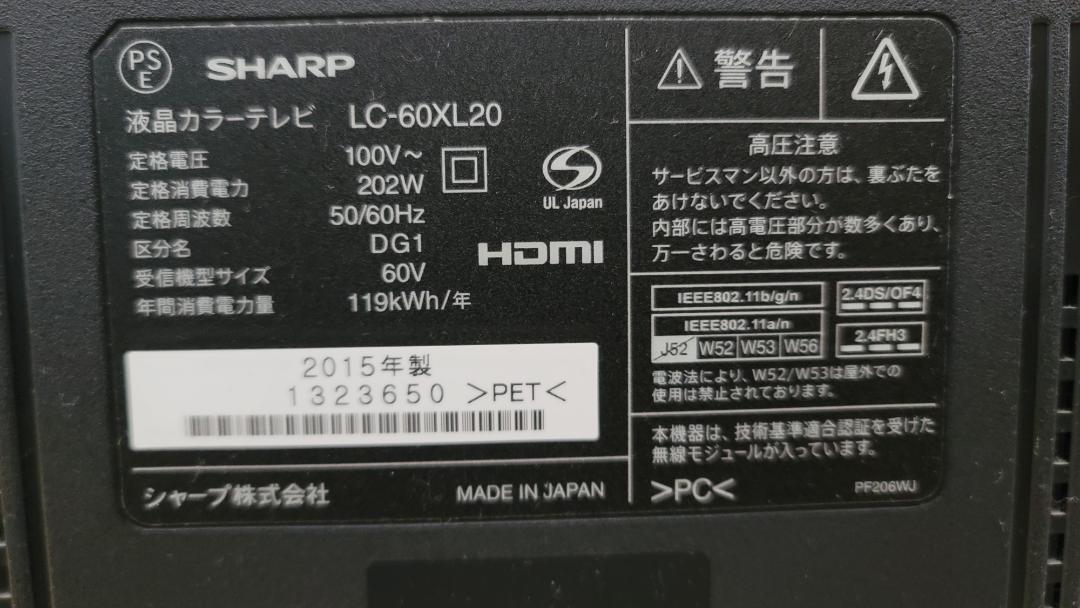 PS
E
SHARP
液晶カラーテレビ LC-60XL20
定格電圧 100V～
定格消費電力 202W
定格周波数 50/60Hz
区分名 DG1
受信機型サイズ 60V
年間消費電力量 119kWh/年
S
UL Japan
HDMI
2015年製
1323650 >PET<
シャープ株式会社 MADE IN JAPAN
警告
高圧注意
サービスマン以外の方は、裏ぶたを
あけないでください。
内部には高電圧部分が数多くあり、
万一さわると危険です。
IEEE802.11b/g/n 2.4DS/OF4
IEEE802.11a/n
J52 W52 W53 W56 2.4FH3
電波法により、W52/W53は屋外での
使用は禁止されております。
本機器は、技術基準適合認証を受けた
無線モジュールが入っています。
>PC< PF206WJ